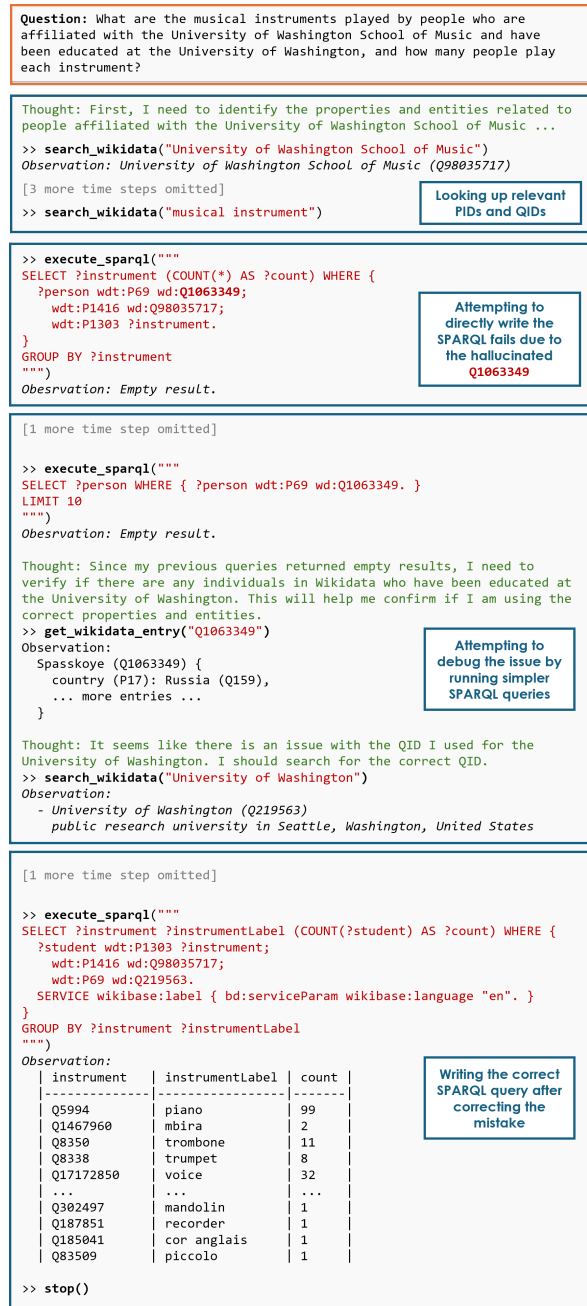 Question: What are the musical instruments played by people who are
affiliated with the University of Washington School of Music and have
been educated at the University of Washington, and how many people play
each instrument?
Thought: First, I need to identify the properties and entities related to
people affiliated with the University of Washington School of Music ...
>> search_wikidata("University of Washington School of Music")
Observation: University of Washington School of Music (Q98035717)
[3 more time steps omitted]
>> search_wikidata("musical instrument")
Looking up relevant
PIDs and QIDs
>> execute_sparql("""
SELECT ?instrument (COUNT(*) AS ?count) WHERE {
  ?person wdt:P69 wd:Q1063349;
    wdt:P1416 wd:Q98035717;
    wdt:P1303 ?instrument.
}
GROUP BY ?instrument
""")
Obesrvation: Empty result.
Attempting to
directly write the
SPARQL fails due to
the hallucinated
Q1063349
[1 more time step omitted]
>> execute_sparql("""
SELECT ?person WHERE { ?person wdt:P69 wd:Q1063349. }
LIMIT 10
""")
Obesrvation: Empty result.
Thought: Since my previous queries returned empty results, I need to
verify if there are any individuals in Wikidata who have been educated at
the University of Washington. This will help me confirm if I am using the
correct properties and entities.
>> get_wikidata_entry("Q1063349")
Observation:
  Spasskoye (Q1063349) {
    country (P17): Russia (Q159),
    ... more entries ...
  }
Attempting to
debug the issue by
running simpler
SPARQL queries
Thought: It seems like there is an issue with the QID I used for the
University of Washington. I should search for the correct QID.
>> search_wikidata("University of Washington")
Observation:
  - University of Washington (Q219563)
    public research university in Seattle, Washington, United States
[1 more time step omitted]
>> execute_sparql("""
SELECT ?instrument ?instrumentLabel (COUNT(?student) AS ?count) WHERE {
  ?student wdt:P1303 ?instrument;
    wdt:P1416 wd:Q98035717;
    wdt:P69 wd:Q219563.
  SERVICE wikibase:label { bd:serviceParam wikibase:language "en". }
}
GROUP BY ?instrument ?instrumentLabel
""")
Observation:
| instrument | instrumentLabel | count |
|--------------|-----------------|-------|
| Q5994 | piano | 99 |
| Q1467960 | mbira | 2 |
| Q8350 | trombone | 11 |
| Q8338 | trumpet | 8 |
| Q17172850 | voice | 32 |
| ... | ... | ... |
| Q302497 | mandolin | 1 |
| Q187851 | recorder | 1 |
| Q185041 | cor anglais | 1 |
| Q83509 | piccolo | 1 |
Writing the correct
SPARQL query after
correcting the
mistake
>> stop()